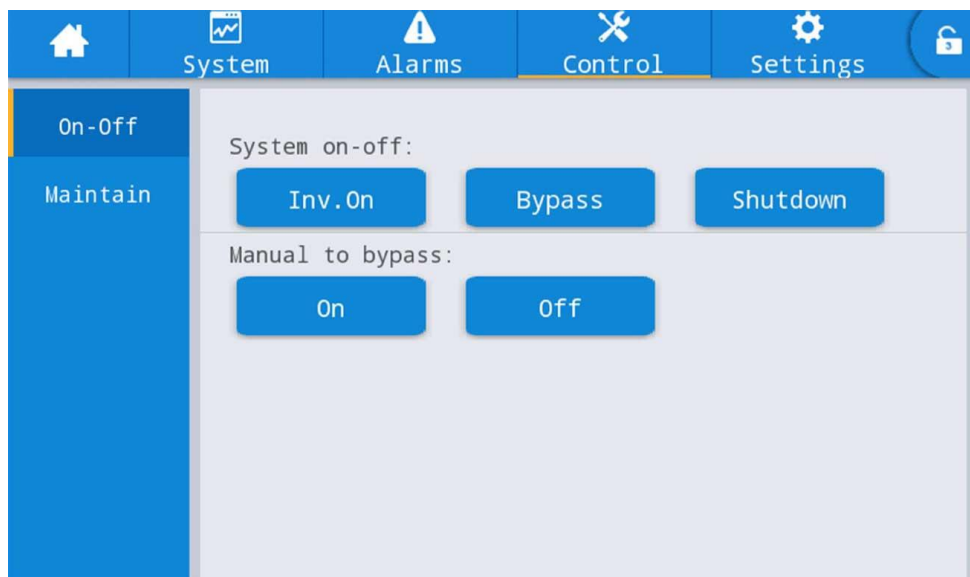 System Alarms Control Settings 3
On-Off
Maintain
System on-off:
Inv.On Bypass Shutdown
Manual to bypass:
On Off